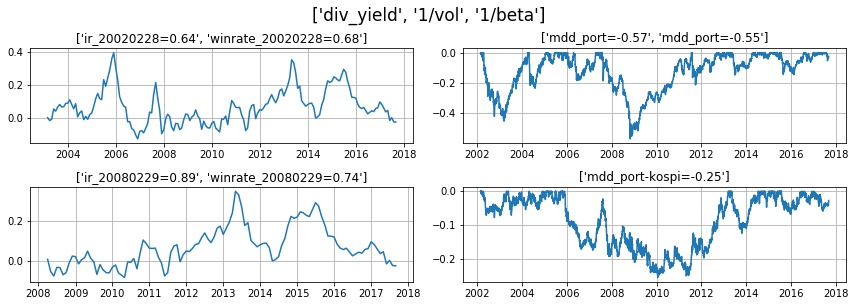 ['div_yield', '1/vol', '1/beta']
['ir_20020228=0.64', 'winrate_20020228=0.68']
0.4
0.2
0.0
2004 2006 2008 2010 2012 2014 2016 2018
['mdd_port=-0.57', 'mdd_port=-0.55']
0.0
−0.2
−0.4
2002 2004 2006 2008 2010 2012 2014 2016 2018
['ir_20080229=0.89', 'winrate_20080229=0.74']
0.2
0.0
2008 2009 2010 2011 2012 2013 2014 2015 2016 2017 2018
['mdd_port-kospi=-0.25']
0.0
−0.1
−0.2
2002 2004 2006 2008 2010 2012 2014 2016 2018